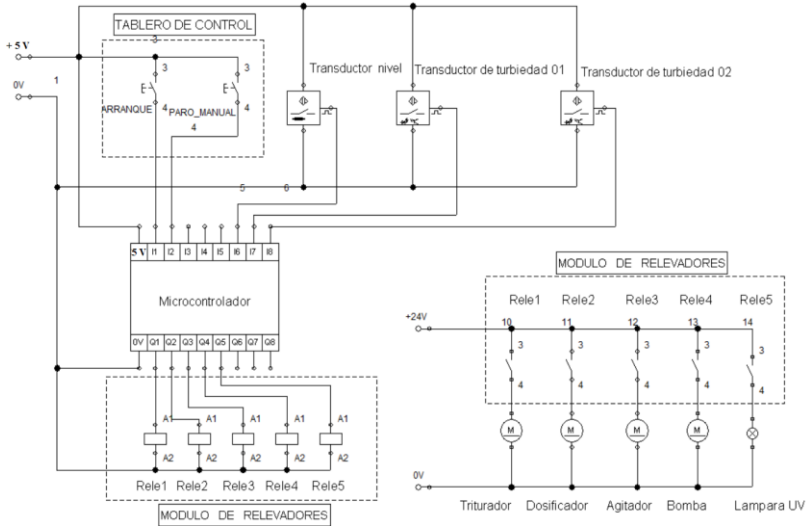 TABLERO DE CONTROL
+ 5 V
0V
1
3
3
3
ARRANQUE
4
PARO_MANUAL
4
4
Transductor nivel
Transductor de turbiedad 01
Transductor de turbiedad 02
5
6
5 V I1 I2 I3 I4 I5 I6 I7 I8
Microcontrolador
0V Q1 Q2 Q3 Q4 Q5 Q6 Q7 Q8
A1 A1 A1 A1 A1
A2 A2 A2 A2 A2
Rele1 Rele2 Rele3 Rele4 Rele5
MODULO DE RELEVADORES
MODULO DE RELEVADORES
Rele1 Rele2 Rele3 Rele4 Rele5
+24V
10 11 12 13 14
3 3 3 3 3
4 4 4 4 4
M M M M
0V
Triturador Dosificador Agitador Bomba Lampara UV